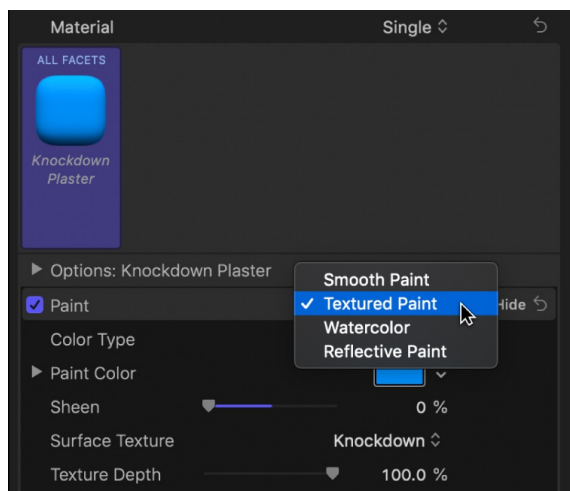 Material Single
ALL FACETS
Knockdown
Plaster
Options: Knockdown Plaster
Smooth Paint
Paint Textured Paint Hide
Watercolor
Color Type
Reflective Paint
Paint Color
Sheen 0 %
Surface Texture Knockdown
Texture Depth 100.0 %